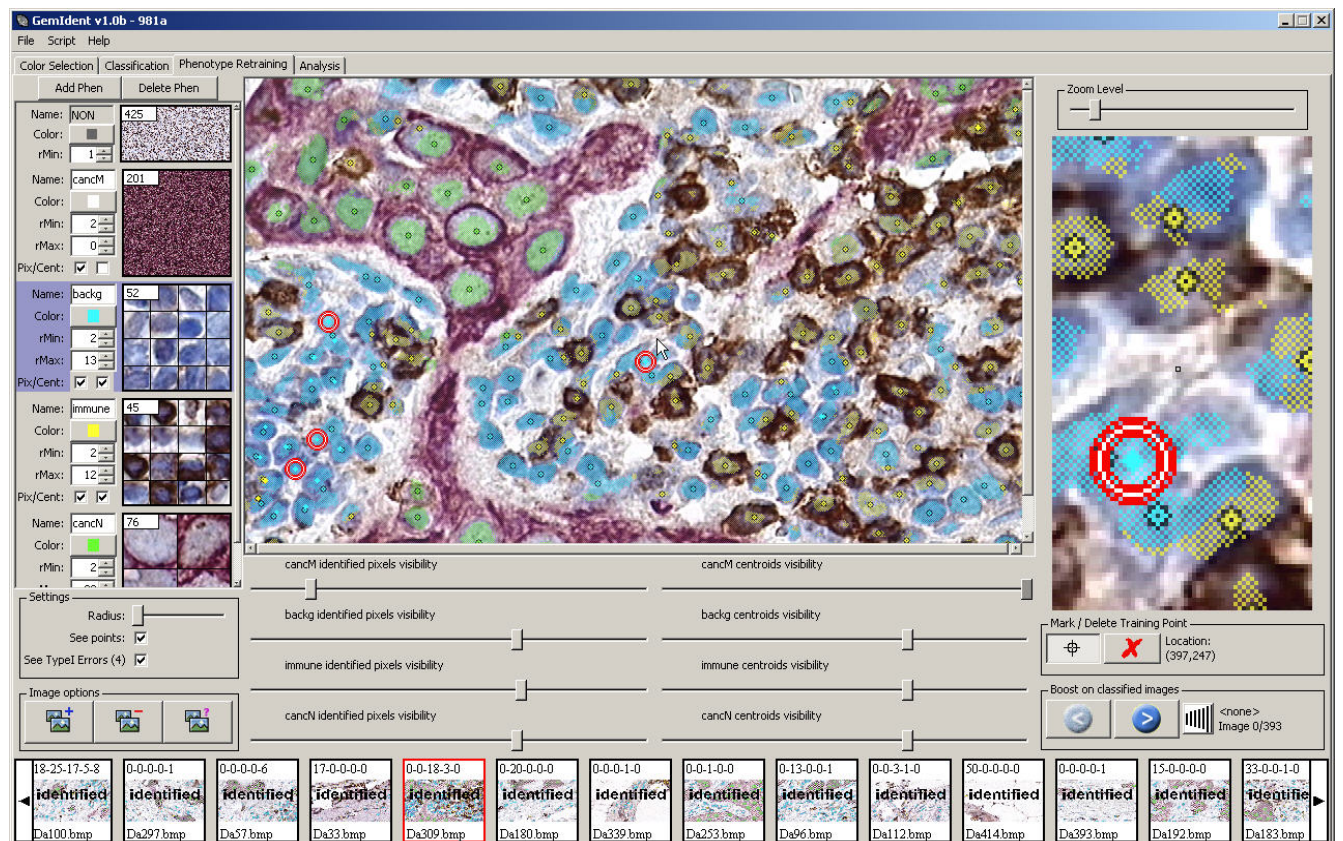 GemIdent v1.0b - 981a
File Script Help
Color Selection Classification Phenotype Retraining Analysis
Add Phen Delete Phen
Name: NON 425
Color:
rMin: 1
Name: cancM 201
Color:
rMin: 2
rMax: 0
Pix/Cent:
Name: backg 52
Color:
rMin: 2
rMax: 13
Pix/Cent:
Name: immune 45
Color:
rMin: 2
rMax: 12
Pix/Cent:
Name: cancN 76
Color:
rMin: 2
Settings
Radius:
See points:
See TypeI Errors (4)
Image options
cancM identified pixels visibility cancM centroids visibility
backg identified pixels visibility backg centroids visibility
immune identified pixels visibility immune centroids visibility
cancN identified pixels visibility cancN centroids visibility
Zoom Level
Mark / Delete Training Point
Location:
(397,247)
Boost on classified images
<none>
Image 0/393
18-25-17-5-8 0-0-0-0-1 0-0-0-0-6 17-0-0-0-0 0-0-18-3-0 0-20-0-0-0 0-0-0-1-0 0-0-1-0-0 0-13-0-0-1 0-0-3-1-0 50-0-0-0-0 0-0-0-0-1 15-0-0-0-0 33-0-0-1-0
identified identified identified identified identified identified identified identified identified identified identified identified identified identifie
Da100.bmp Da297.bmp Da57.bmp Da33.bmp Da309.bmp Da180.bmp Da339.bmp Da253.bmp Da96.bmp Da112.bmp Da414.bmp Da393.bmp Da192.bmp Da183.bmp